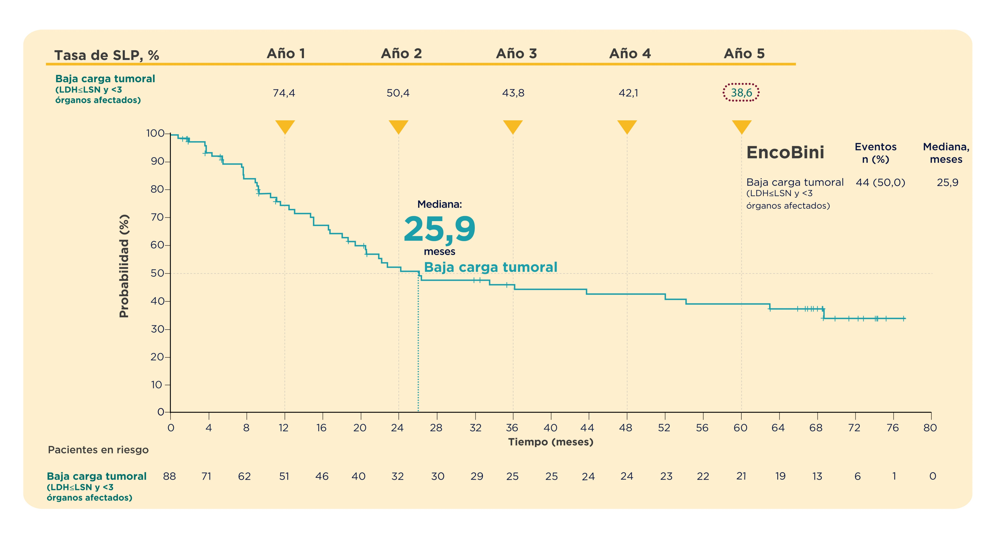 Tasa de SLP, % Año 1 Año 2 Año 3 Año 4 Año 5
Baja carga tumoral
(LDH≤LSN y <3
órganos afectados)
74,4 50,4 43,8 42,1 38,6
EncoBini
Eventos
n (%)
Mediana,
meses
Baja carga tumoral 44 (50,0) 25,9
(LDH≤LSN y <3
órganos afectados)
Mediana:
25,9
meses
Baja carga tumoral
Probabilidad (%)
100
90
80
70
60
50
40
30
20
10
0
0 4 8 12 16 20 24 28 32 36 40 44 48 52 56 60 64 68 72 76 80
Tiempo (meses)
Pacientes en riesgo
Baja carga tumoral 88 71 62 51 46 40 32 30 29 25 25 24 24 23 22 21 19 13 6 1 0
(LDH≤LSN y <3
órganos afectados)